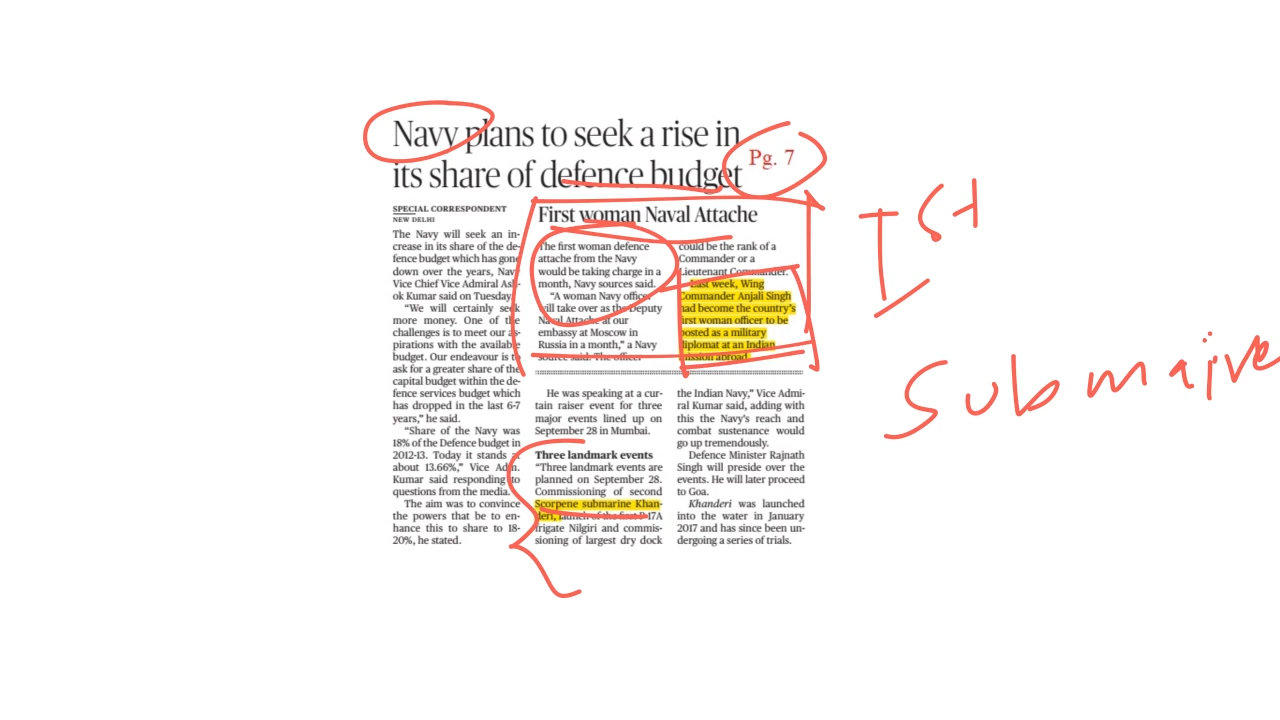 Navy plans to seek a rise in
its share of defence budget
Pg. 7
SPECIAL CORRESPONDENT
NEW DELHI
The Navy will seek an in-
crease in its share of the de-
fence budget which has gone
down over the years, Navy
Vice Chief Vice Admiral Ash-
ok Kumar said on Tuesday.
“We will certainly seek
more money. One of the
challenges is to meet our as-
pirations with the available
budget. Our endeavour is to
ask for a greater share of the
capital budget within the de-
fence services budget which
has dropped in the last 6-7
years,” he said.
“Share of the Navy was
18% of the Defence budget in
2012-13. Today it stands at
about 13.66%,” Vice Adm.
Kumar said responding to
questions from the media.
The aim was to convince
the powers that be to en-
hance this to share to 18-
20%, he stated.
First woman Naval Attache
The first woman defence
attache from the Navy
would be taking charge in a
month, Navy sources said.
“A woman Navy officer
will take over as the Deputy
Naval Attache at our
embassy at Moscow in
Russia in a month,” a Navy
source said. The officer
could be the rank of a
Commander or a
Lieutenant Commander.
Last week, Wing
Commander Anjali Singh
had become the country’s
first woman officer to be
posted as a military
diplomat at an Indian
mission abroad.
He was speaking at a cur-
tain raiser event for three
major events lined up on
September 28 in Mumbai.
Three landmark events
“Three landmark events are
planned on September 28.
Commissioning of second
Scorpene submarine Khan-
deri, launch of the first P-17A
frigate Nilgiri and commis-
sioning of largest dry dock
the Indian Navy,” Vice Admi-
ral Kumar said, adding with
this the Navy’s reach and
combat sustenance would
go up tremendously.
Defence Minister Rajnath
Singh will preside over the
events. He will later proceed
to Goa.
Khanderi was launched
into the water in January
2017 and has since been un-
dergoing a series of trials.
Ist